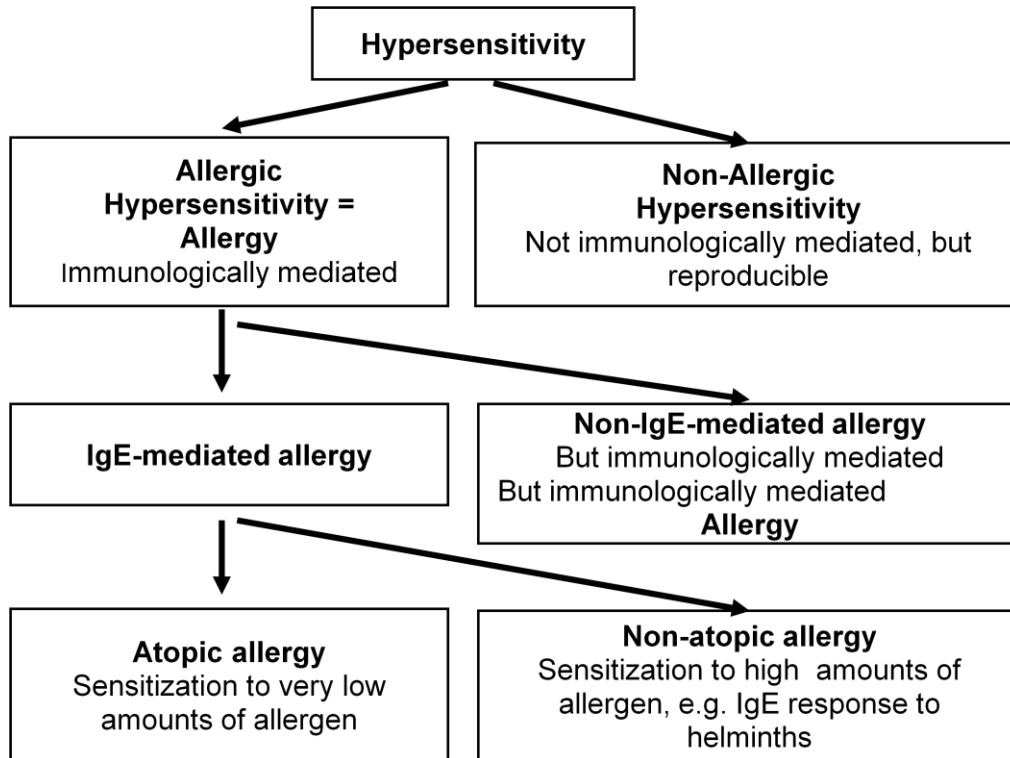 Hypersensitivity
Allergic
Hypersensitivity =
Allergy
Immunologically mediated
Non-Allergic
Hypersensitivity
Not immunologically mediated, but
reproducible
IgE-mediated allergy
Non-IgE-mediated allergy
But immunologically mediated
But immunologically mediated
Allergy
Atopic allergy
Sensitization to very low
amounts of allergen
Non-atopic allergy
Sensitization to high  amounts of
allergen, e.g. IgE response to
helminths